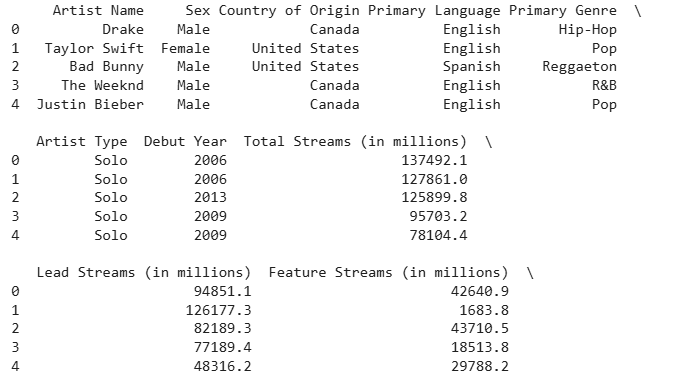 Artist Name Sex Country of Origin Primary Language Primary Genre \
0 Drake Male Canada English Hip-Hop
1 Taylor Swift Female United States English Pop
2 Bad Bunny Male United States Spanish Reggaeton
3 The Weeknd Male Canada English R&B
4 Justin Bieber Male Canada English Pop
Artist Type Debut Year Total Streams (in millions) \
0 Solo 2006 137492.1
1 Solo 2006 127861.0
2 Solo 2013 125899.8
3 Solo 2009 95703.2
4 Solo 2009 78104.4
Lead Streams (in millions) Feature Streams (in millions) \
0 94851.1 42640.9
1 126177.3 1683.8
2 82189.3 43710.5
3 77189.4 18513.8
4 48316.2 29788.2